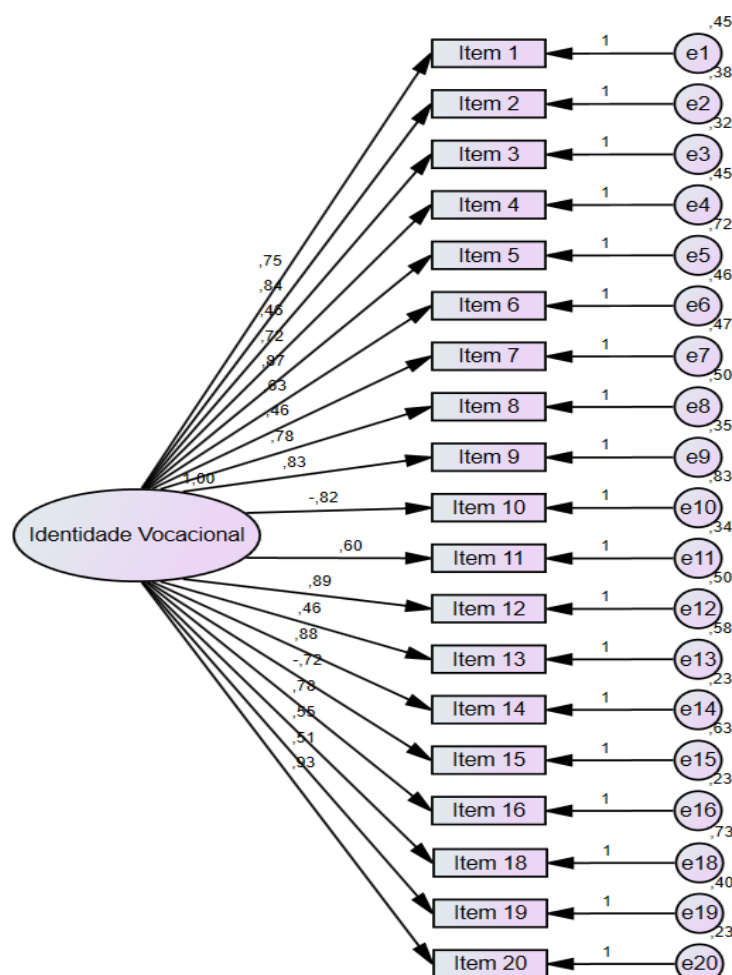 ,45
Item 1 1 e1
,38
Item 2 1 e2
,32
Item 3 1 e3
,45
Item 4 1 e4
,72
,75 Item 5 1 e5
,46
,84 Item 6 1 e6
,46
,47
,72 Item 7 1 e7
,87
,50
,63 Item 8 1 e8
,46
,35
,78 Item 9 1 e9
,83
,83
1,00
-,82 Item 10 1 e10
,34
Identidade Vocacional
,60 Item 11 1 e11
,50
,89 Item 12 1 e12
,58
,46 Item 13 1 e13
,23
,88 Item 14 1 e14
,63
-,72 Item 15 1 e15
,23
,78 Item 16 1 e16
,73
,55 Item 18 1 e18
,40
,51 Item 19 1 e19
,23
,93 Item 20 1 e20